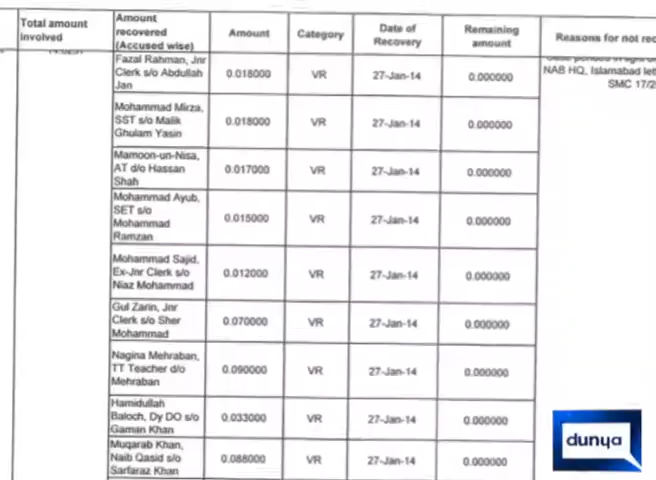 Total amount involved
Amount recovered (Accused wise)
Amount
Category
Date of Recovery
Remaining amount
Reasons for not rec
NAB HQ, Islamabad lett
SMC 17/2
Fazal Rahman, Jnr
Clerk s/o Abdullah
Jan
0.018000 VR 27-Jan-14 0.000000
Mohammad Mirza,
SST s/o Malik
Ghulam Yasin
0.018000 VR 27-Jan-14 0.000000
Mamoon-un-Nisa,
AT d/o Hassan
Shah
0.017000 VR 27-Jan-14 0.000000
Mohammad Ayub,
SET s/o
Mohammad
Ramzan
0.015000 VR 27-Jan-14 0.000000
Mohammad Sajid,
Ex-Jnr Clerk s/o
Niaz Mohammad
0.012000 VR 27-Jan-14 0.000000
Gul Zarin, Jnr
Clerk s/o Sher
Mohammad
0.070000 VR 27-Jan-14 0.000000
Nagina Mehraban,
TT Teacher d/o
Mehraban
0.090000 VR 27-Jan-14 0.000000
Hamidullah
Baloch, Dy DO s/o
Gaman Khan
0.033000 VR 27-Jan-14 0.000000
Muqarab Khan,
Naib Qasid s/o
Sarfaraz Khan
0.088000 VR 27-Jan-14 0.000000
dunya